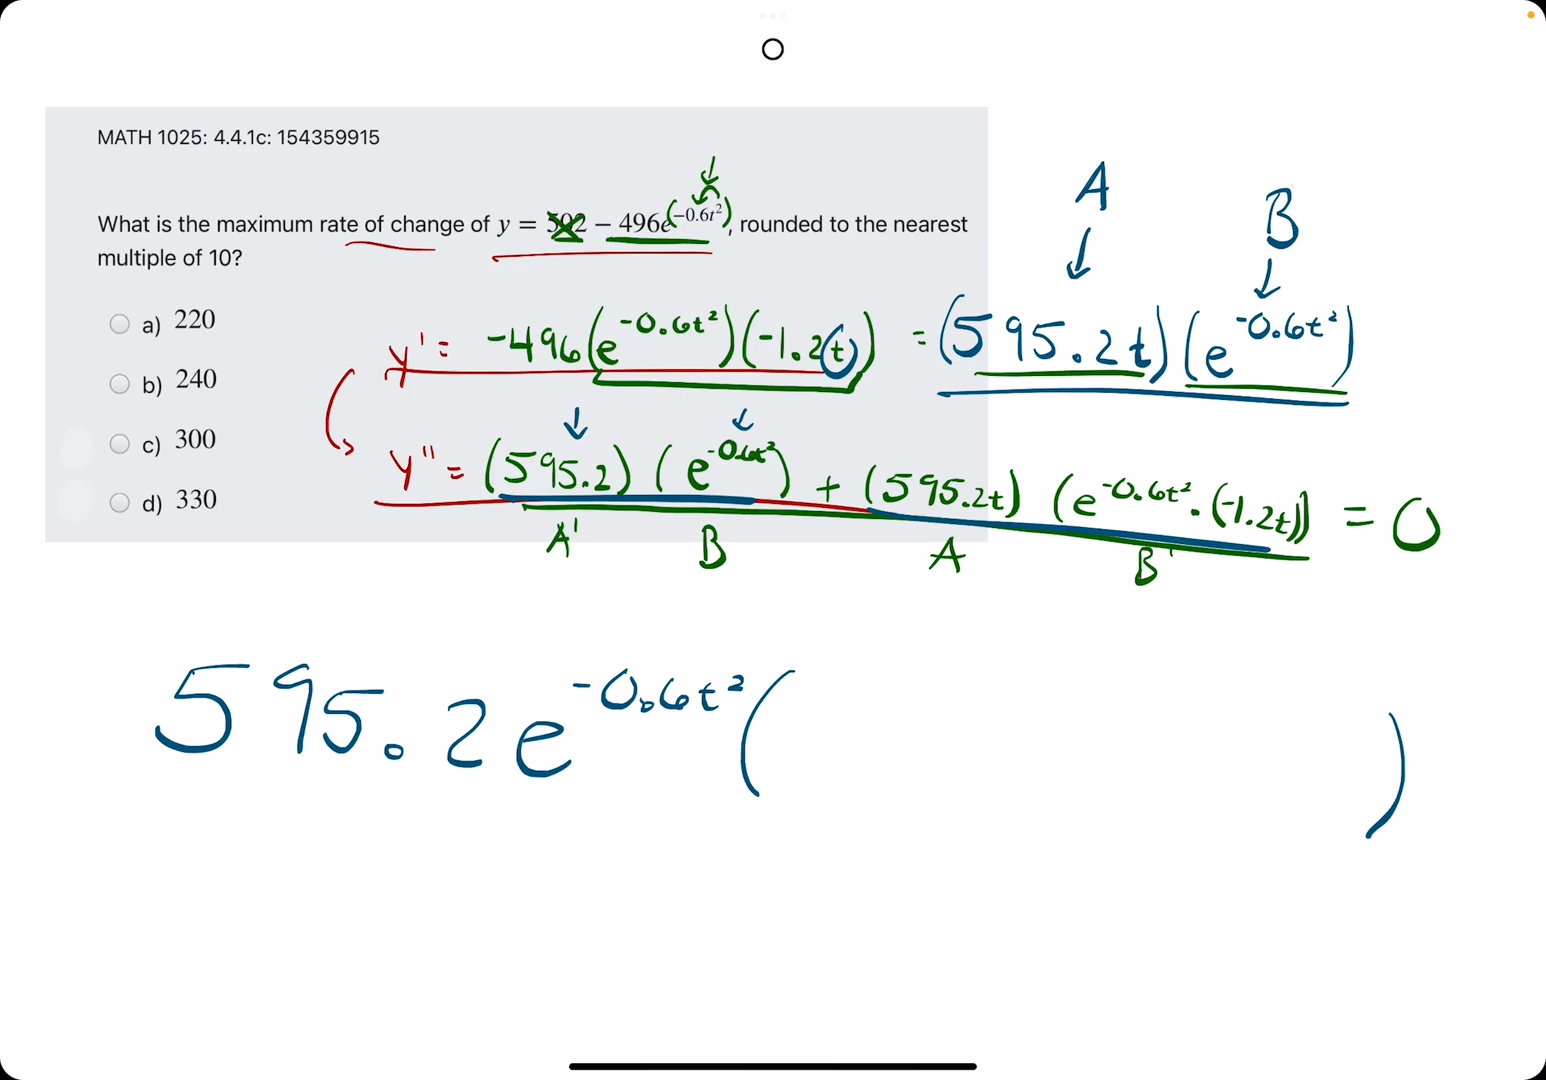 MATH 1025: 4.4.1c: 154359915
A
B
What is the maximum rate of change of y = 592 − 496e^(−0.6t²), rounded to the nearest
multiple of 10?
a) 220
b) 240
c) 300
d) 330
y' = -496(e^-0.6t²)(-1.2t) = (595.2t)(e^-0.6t²)
y'' = (595.2)(e^-0.6t²) + (595.2t)(e^-0.6t² · (-1.2t)) = 0
A' B A B'
595.2e^-0.6t² ( )